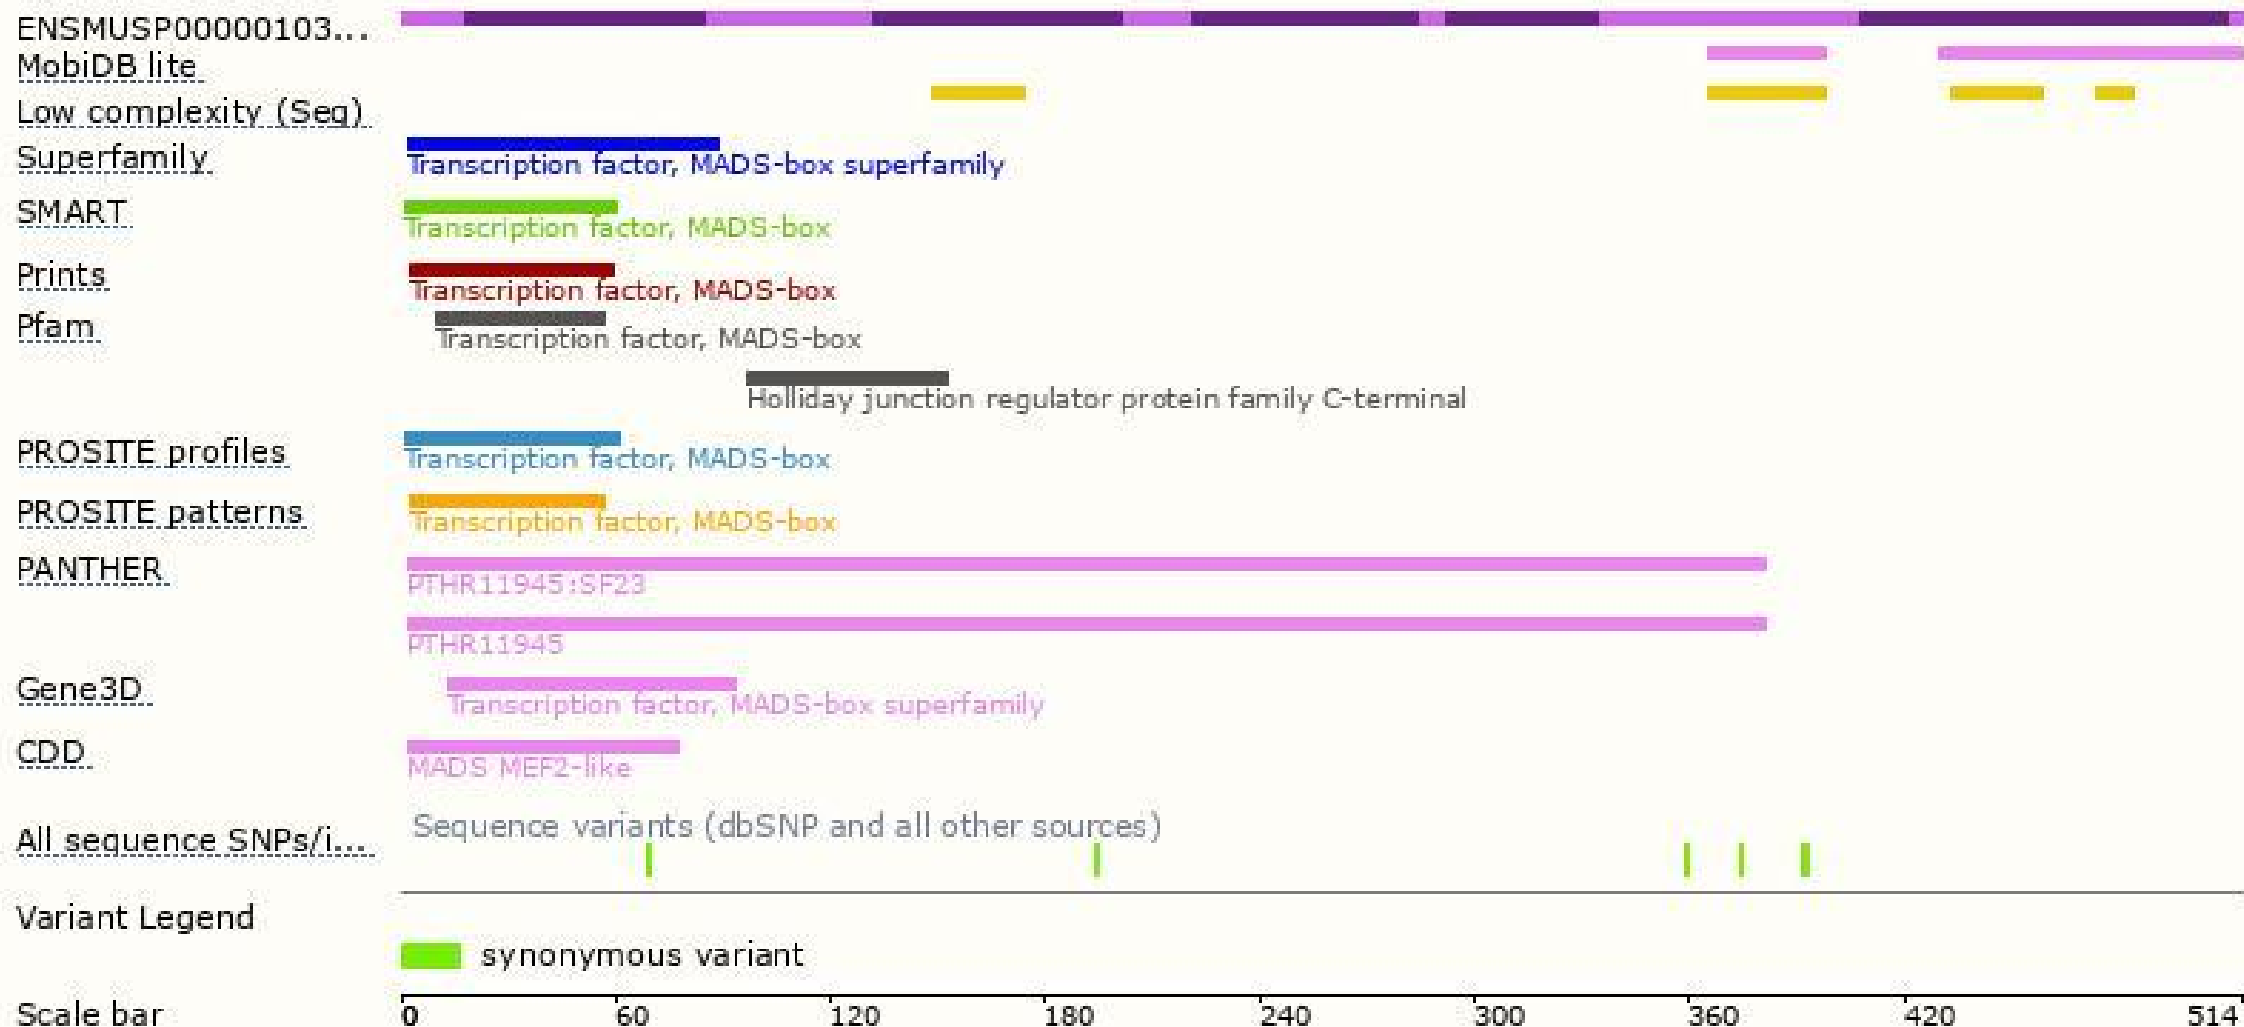 ENSMUSP00000103...
MobiDB lite
Low complexity (Seg)
Superfamily
Transcription factor, MADS-box superfamily
SMART
Transcription factor, MADS-box
Prints
Transcription factor, MADS-box
Pfam
Transcription factor, MADS-box
Holliday junction regulator protein family C-terminal
PROSITE profiles
Transcription factor, MADS-box
PROSITE patterns
Transcription factor, MADS-box
PANTHER
PTHR11945:SF23
PTHR11945
Gene3D
Transcription factor, MADS-box superfamily
CDD
MADS MEF2-like
All sequence SNPs/i...
Sequence variants (dbSNP and all other sources)
Variant Legend
synonymous variant
Scale bar
0 60 120 180 240 300 360 420 514